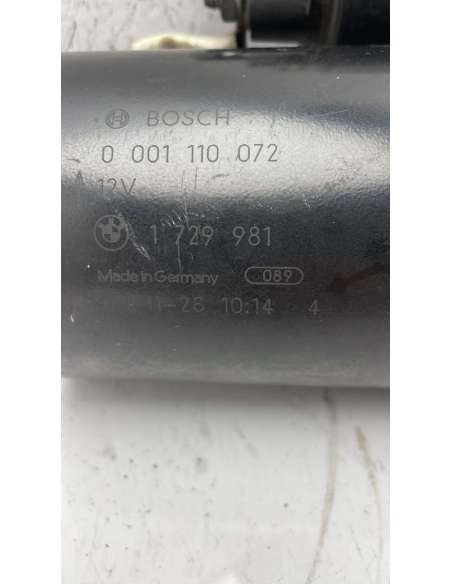 BOSCH
0 001 110 072
12V
1 729 981
Made in Germany 089
11-28 10:14 4